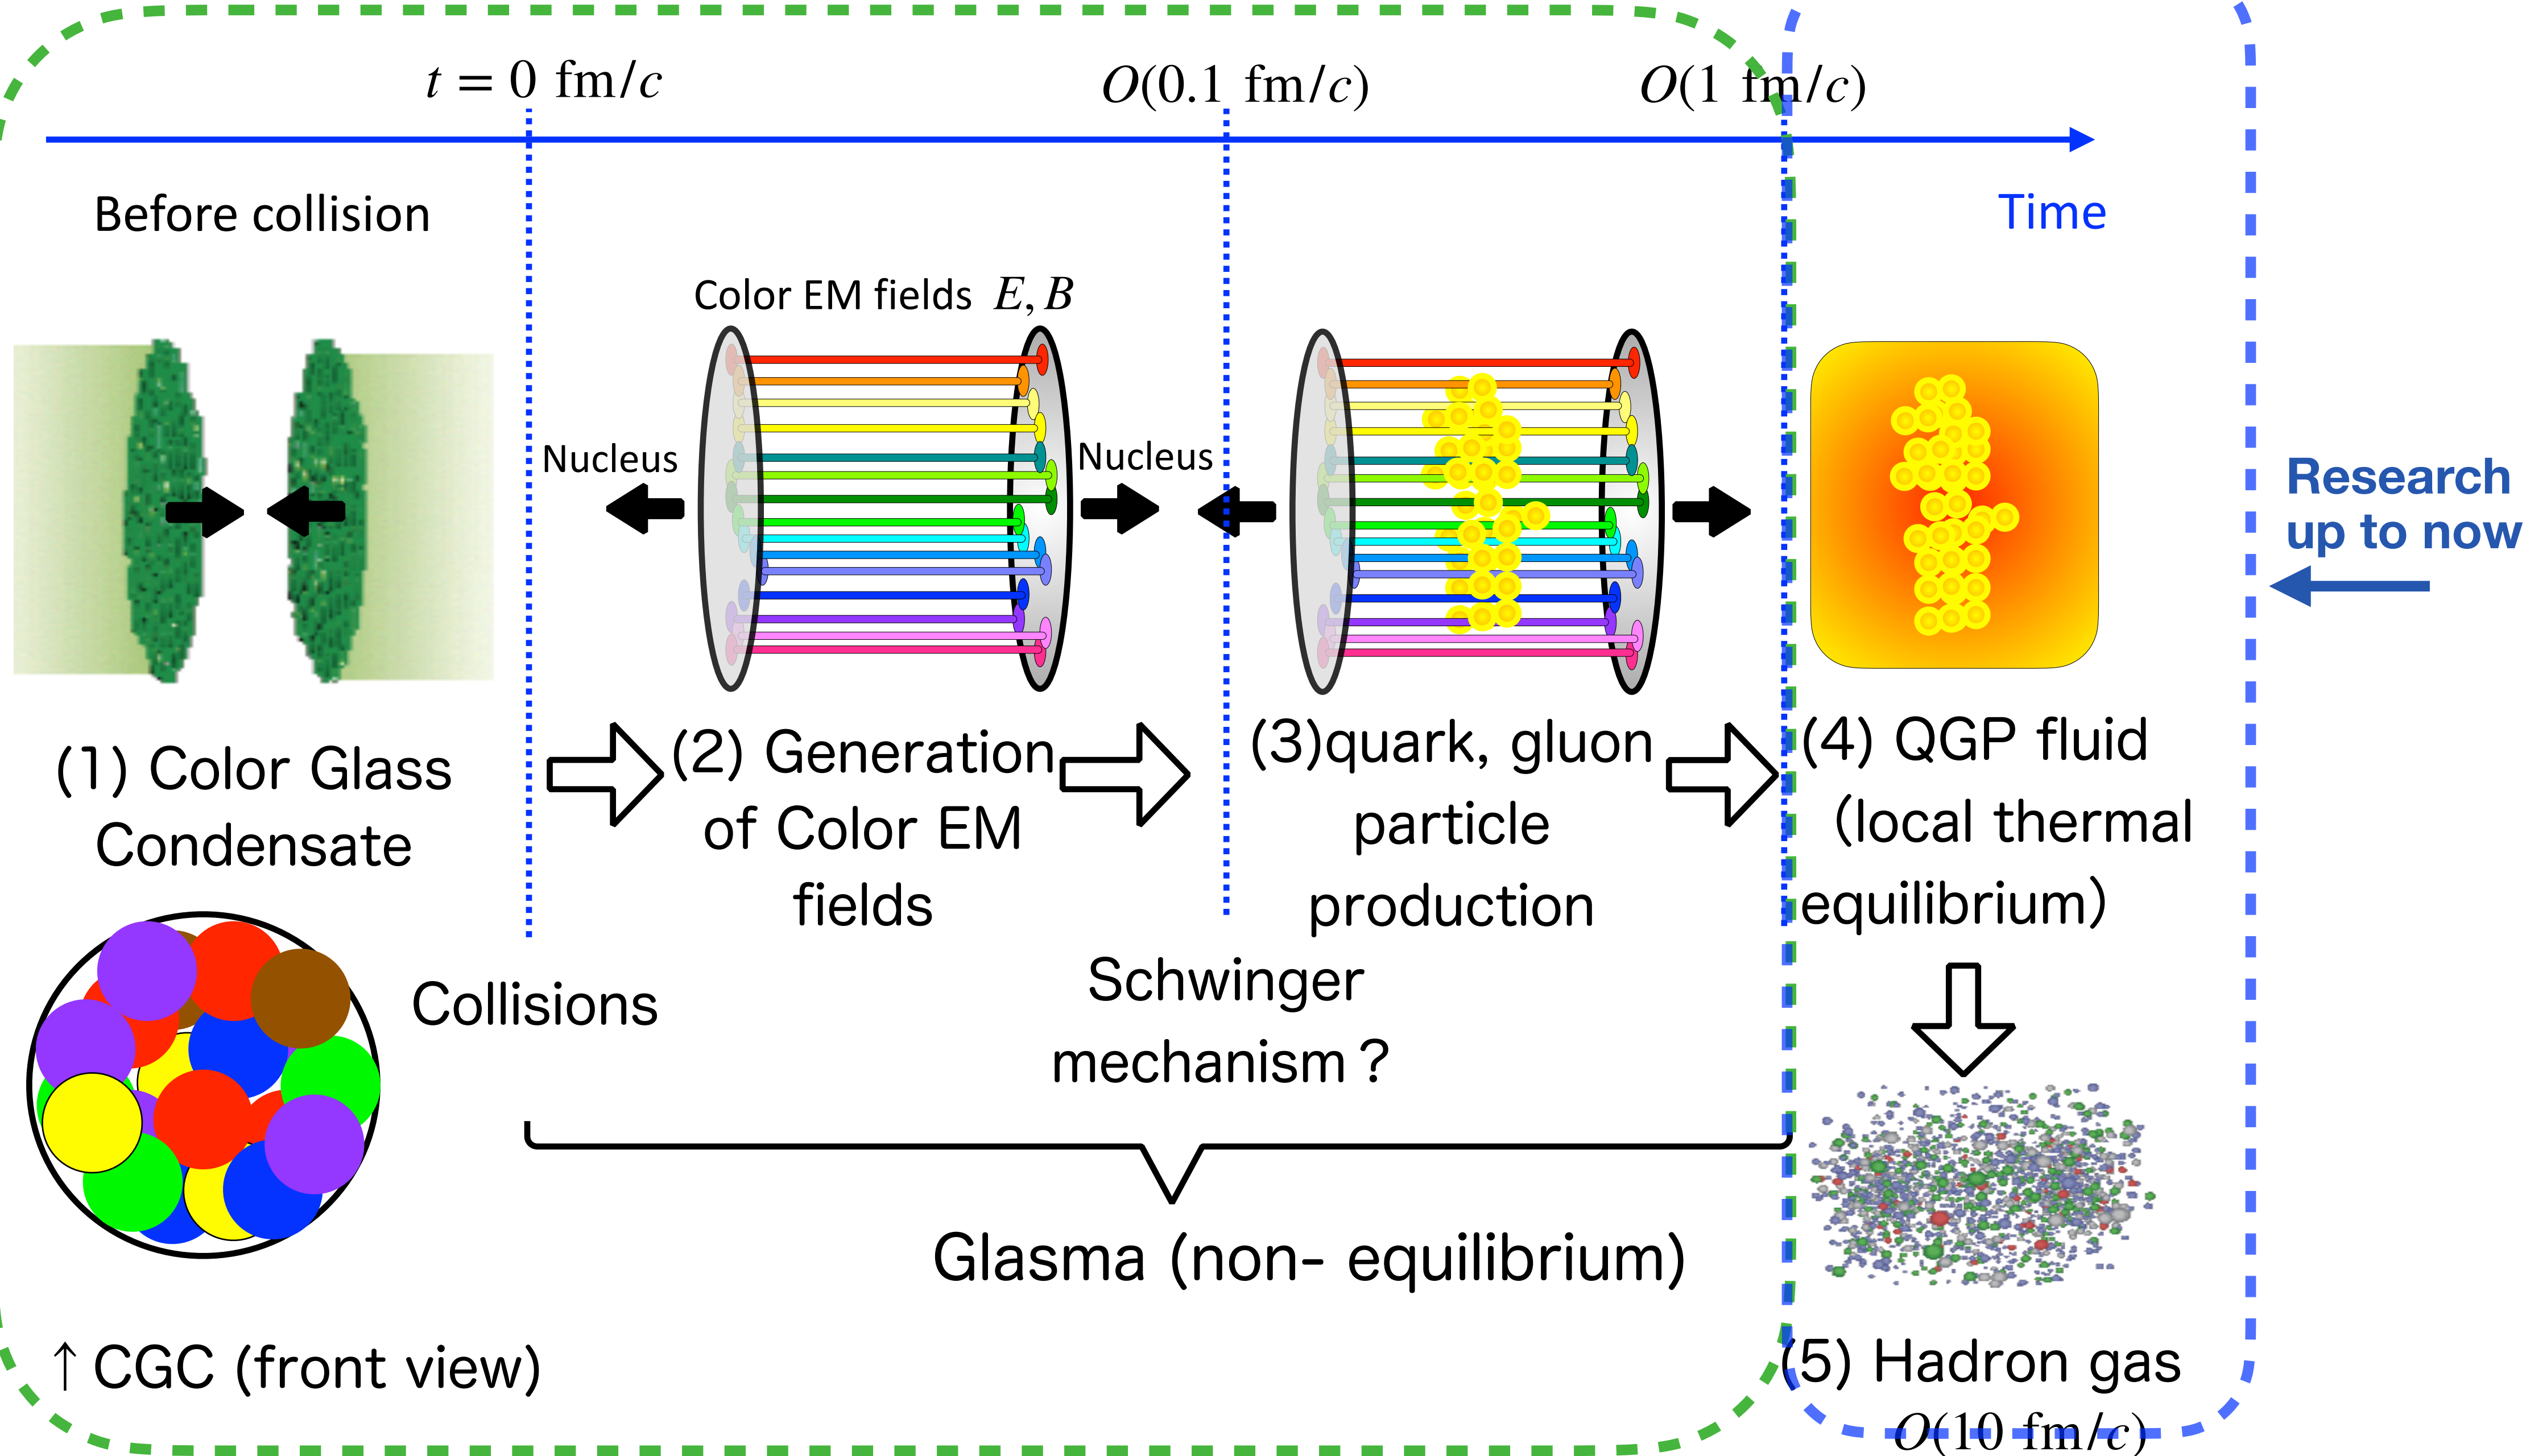 t = 0 fm/c
O(0.1 fm/c)
O(1 fm/c)
Before collision
Time
Color EM fields E, B
Nucleus
Nucleus
Research
up to now
(1) Color Glass
Condensate
(2) Generation
of Color EM
fields
(3)quark, gluon
particle
production
(4) QGP fluid
(local thermal
equilibrium)
Collisions
Schwinger
mechanism ?
Glasma (non- equilibrium)
↑ CGC (front view)
(5) Hadron gas
O(10 fm/c)